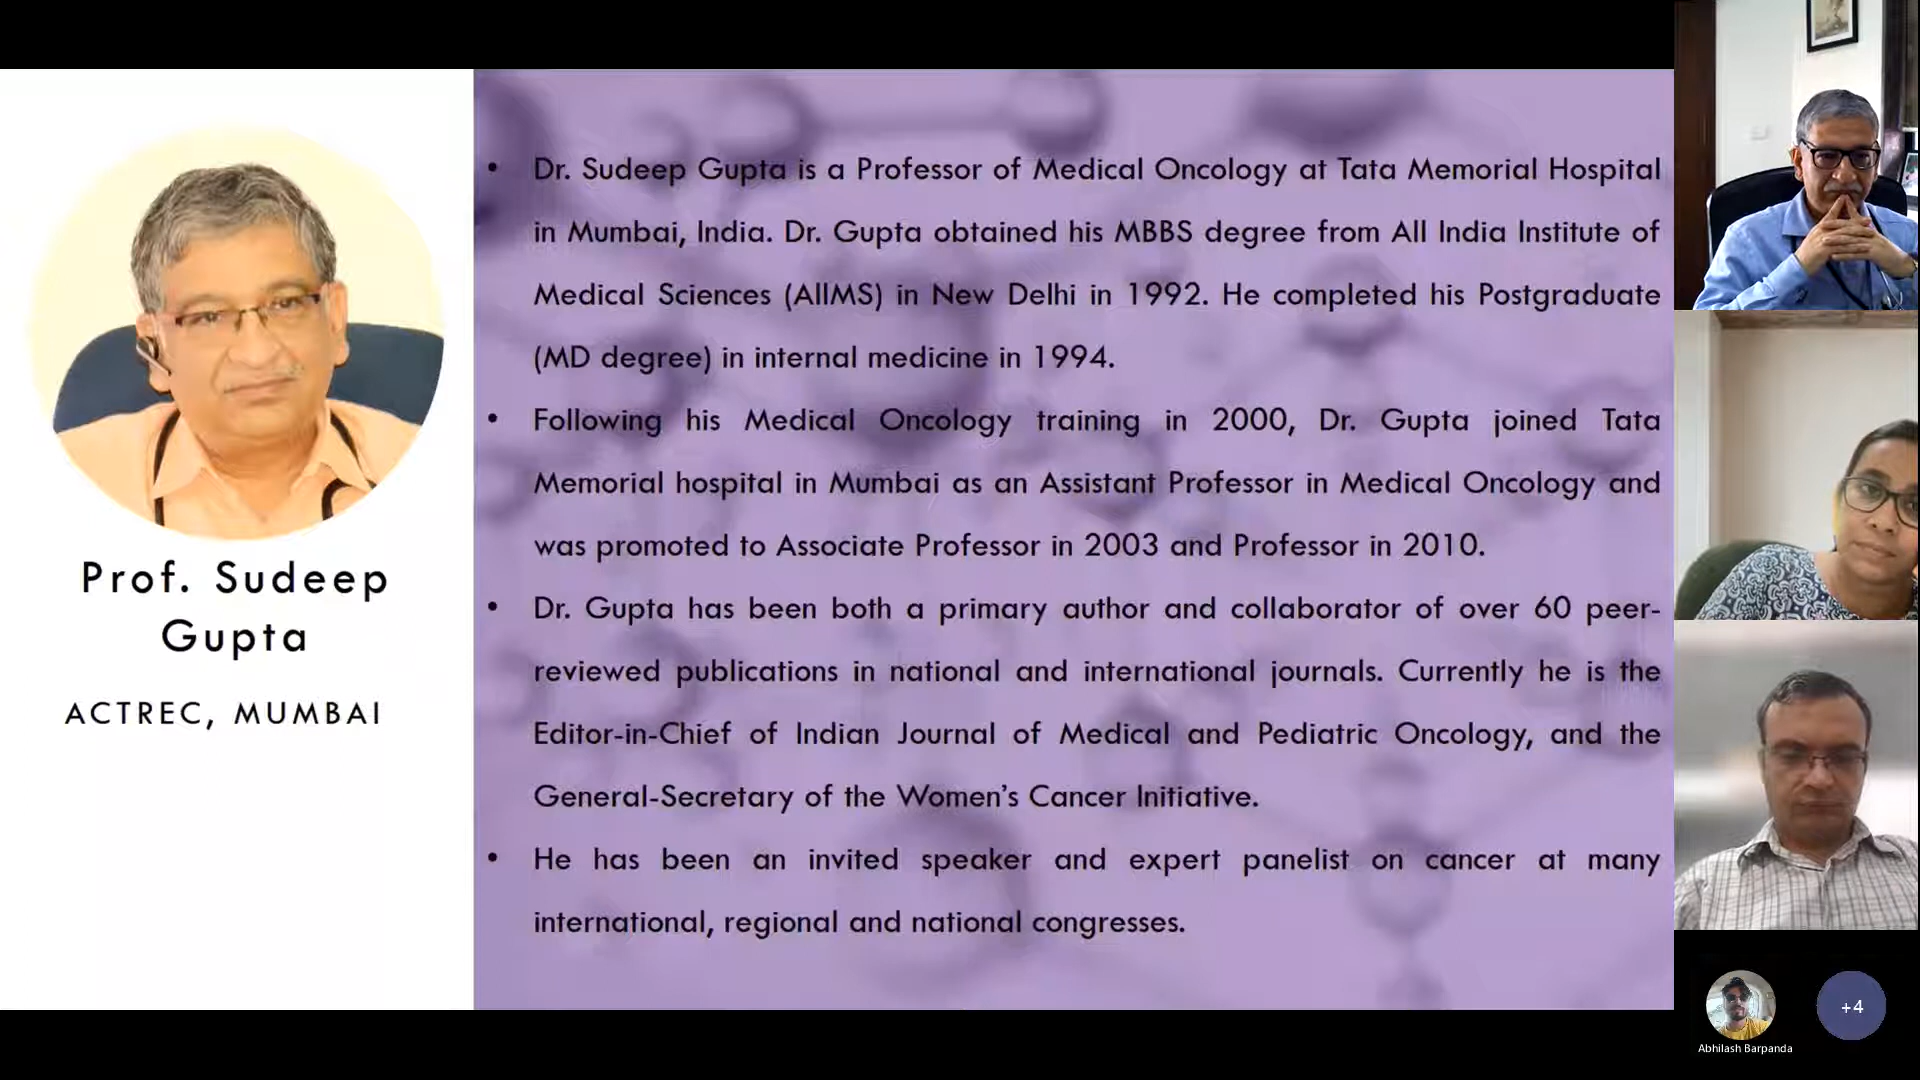 Prof. Sudeep
Gupta
ACTREC, MUMBAI
• Dr. Sudeep Gupta is a Professor of Medical Oncology at Tata Memorial Hospital
in Mumbai, India. Dr. Gupta obtained his MBBS degree from All India Institute of
Medical Sciences (AIIMS) in New Delhi in 1992. He completed his Postgraduate
(MD degree) in internal medicine in 1994.
• Following his Medical Oncology training in 2000, Dr. Gupta joined Tata
Memorial hospital in Mumbai as an Assistant Professor in Medical Oncology and
was promoted to Associate Professor in 2003 and Professor in 2010.
• Dr. Gupta has been both a primary author and collaborator of over 60 peer-
reviewed publications in national and international journals. Currently he is the
Editor-in-Chief of Indian Journal of Medical and Pediatric Oncology, and the
General-Secretary of the Women’s Cancer Initiative.
• He has been an invited speaker and expert panelist on cancer at many
international, regional and national congresses.
Abhilash Barpanda
+4